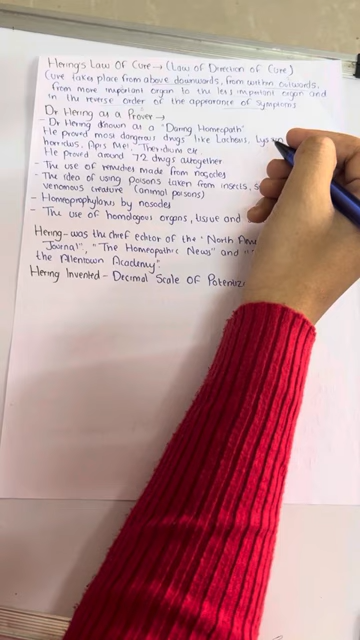 Hering's Law Of Cure → (Law of Direction of Cure)
Cure takes place from above downwards, from within outwards,
from more important organ to the less important organ and
in the reverse order of the appearance of symptoms
Dr Hering as a Prover →
- Dr Hering known as a "Daring Homeopath"
He proved most dangerous drugs like Lachesis,
horridus, Apis Mel, Theridium etc
He proved around 72 drugs altogether
- The use of remedies made from nosodes
- The idea of using poisons taken from insects,
venomous creature (animal poisons)
- Homeoprophylaxis by nosodes
- The use of homologous organs, tissue and
Hering - was the chief editor of the "North
Journal", "The Homeopathic News" and
the Allentown Academy".
Hering Invented - Decimal Scale Of